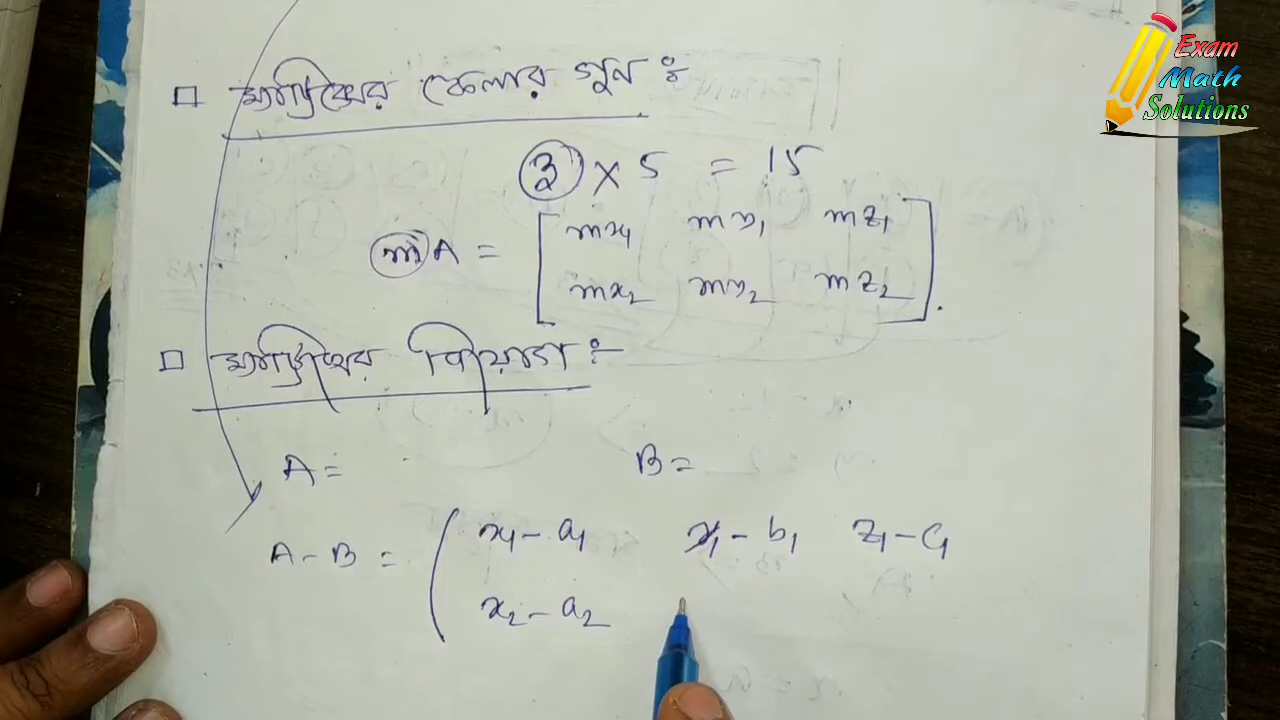 Exam
Math
Solutions
□ ম্যাট্রিক্সের স্কেলার গুন ঃ
3 × 5 = 15
mA = [ mx₁ my₁ mz₁
mx₂ my₂ mz₂ ].
□ ম্যাট্রিক্সের বিয়োগ ঃ-
A = B =
A - B = ( x₁ - a₁ y₁ - b₁ z₁ - c₁
x₂ - a₂